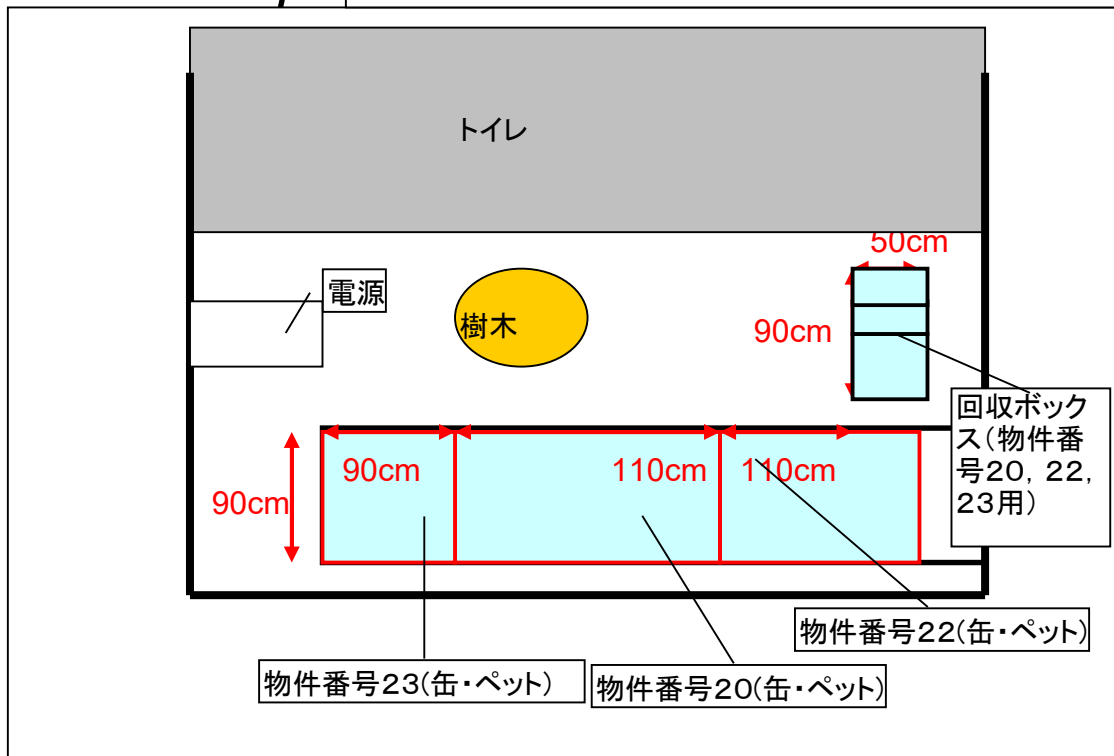 トイレ
50cm
電源
樹木
90cm
回収ボック
ス(物件番
号20, 22,
23用)
90cm
110cm
110cm
90cm
物件番号22(缶・ペット)
物件番号23(缶・ペット)
物件番号20(缶・ペット)